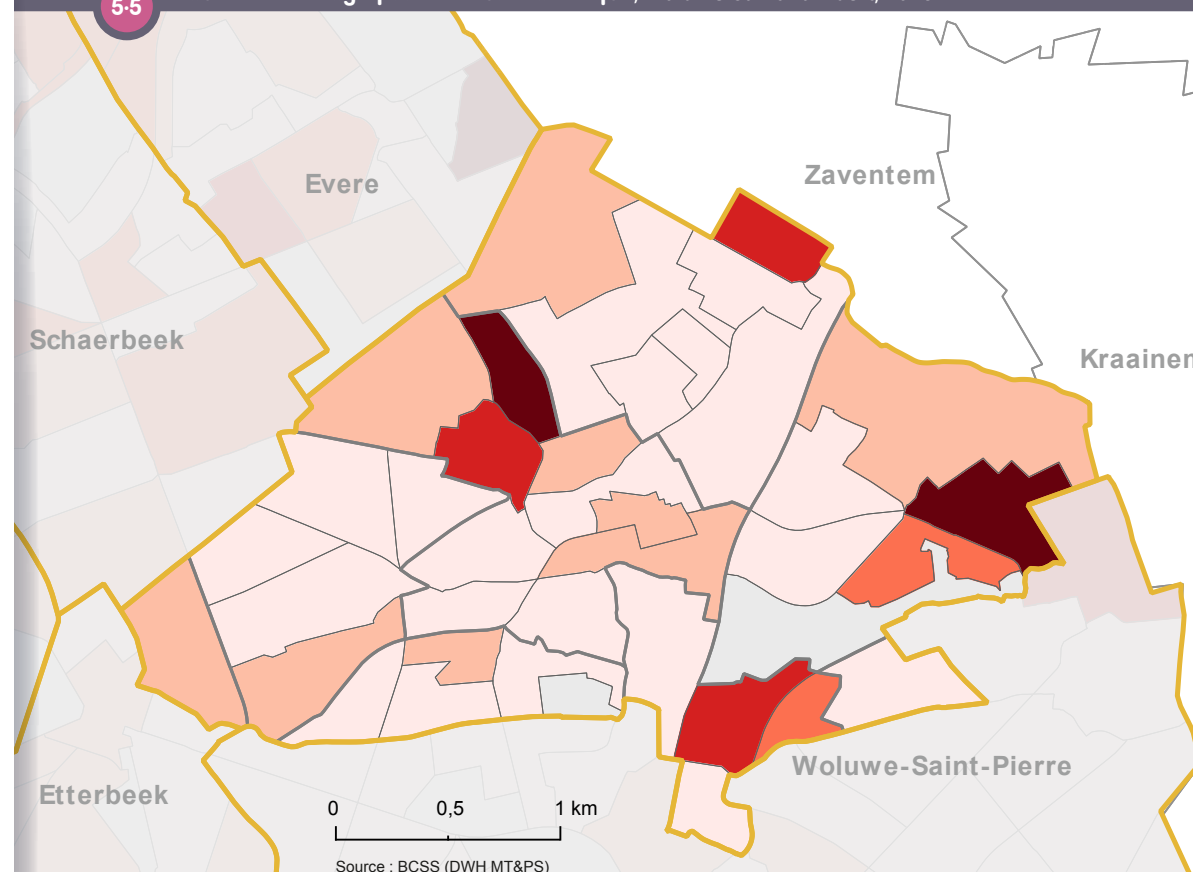 5·5
Evere
Zaventem
Schaerbeek
Kraainem
Woluwe-Saint-Pierre
Etterbeek
0 0,5 1 km
Source : BCSS (DWH MT&PS)